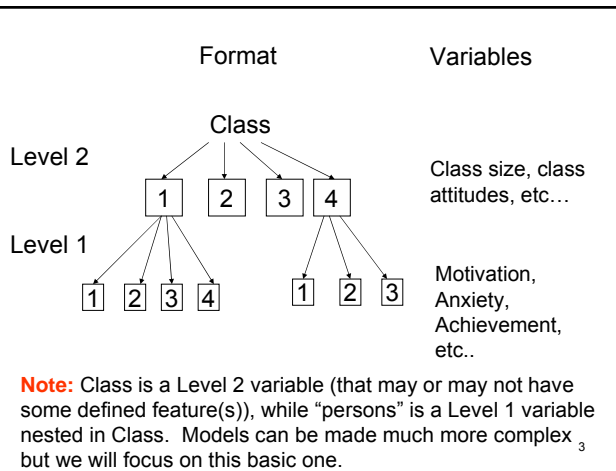 Format Variables
Class
Level 2
1 2 3 4
Class size, class
attitudes, etc…
Level 1
1 2 3 4 1 2 3
Motivation,
Anxiety,
Achievement,
etc..
Note: Class is a Level 2 variable (that may or may not have
some defined feature(s)), while “persons” is a Level 1 variable
nested in Class. Models can be made much more complex
but we will focus on this basic one.
3